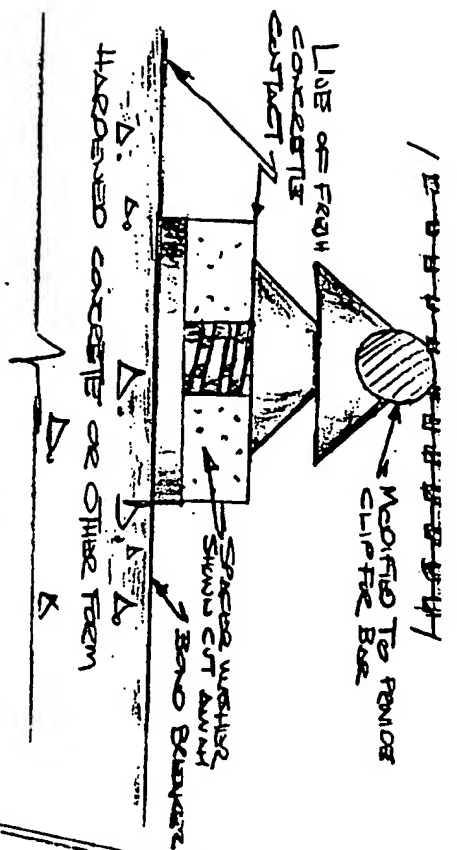 LINE OF FRESH
CONCRETE
CONTACT
MODIFIED TO PROVIDE
CLIP FOR BAR
SPACER WASHER
SHOWN CUT AWAY
BOND BREAKER
HARDENED CONCRETE OR OTHER FORM